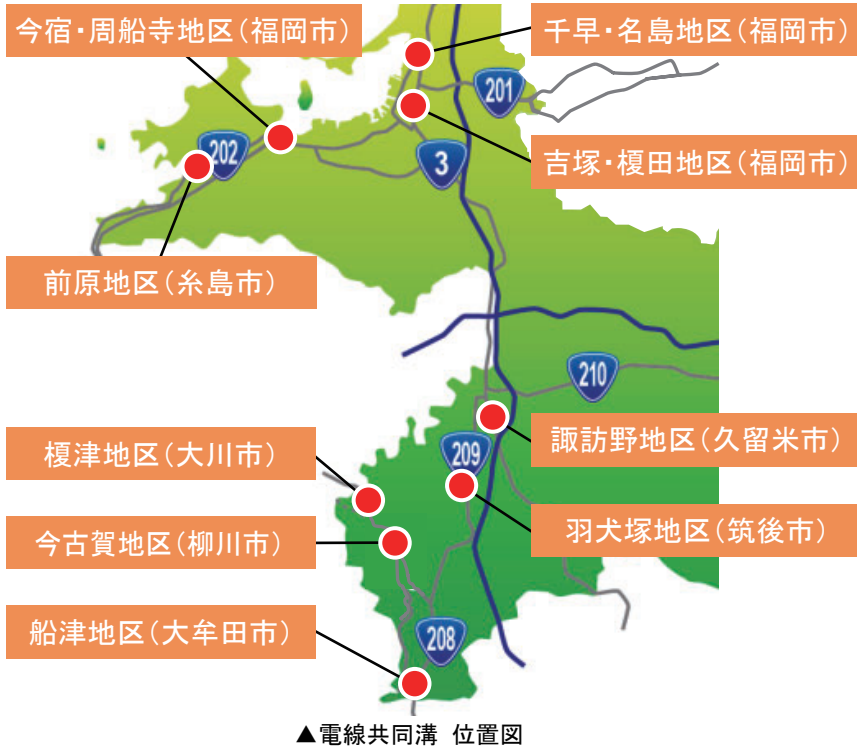 今宿・周船寺地区(福岡市)
千早・名島地区(福岡市)
201
202
3
吉塚・榎田地区(福岡市)
前原地区(糸島市)
210
榎津地区(大川市)
209
諏訪野地区(久留米市)
今古賀地区(柳川市)
羽犬塚地区(筑後市)
船津地区(大牟田市)
208
▲電線共同溝 位置図